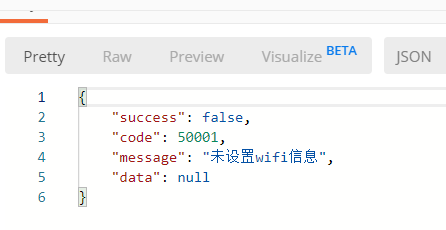 Pretty Raw Preview Visualize BETA JSON
1 {
2 "success": false,
3 "code": 50001,
4 "message": "未设置wifi信息",
5 "data": null
6 }